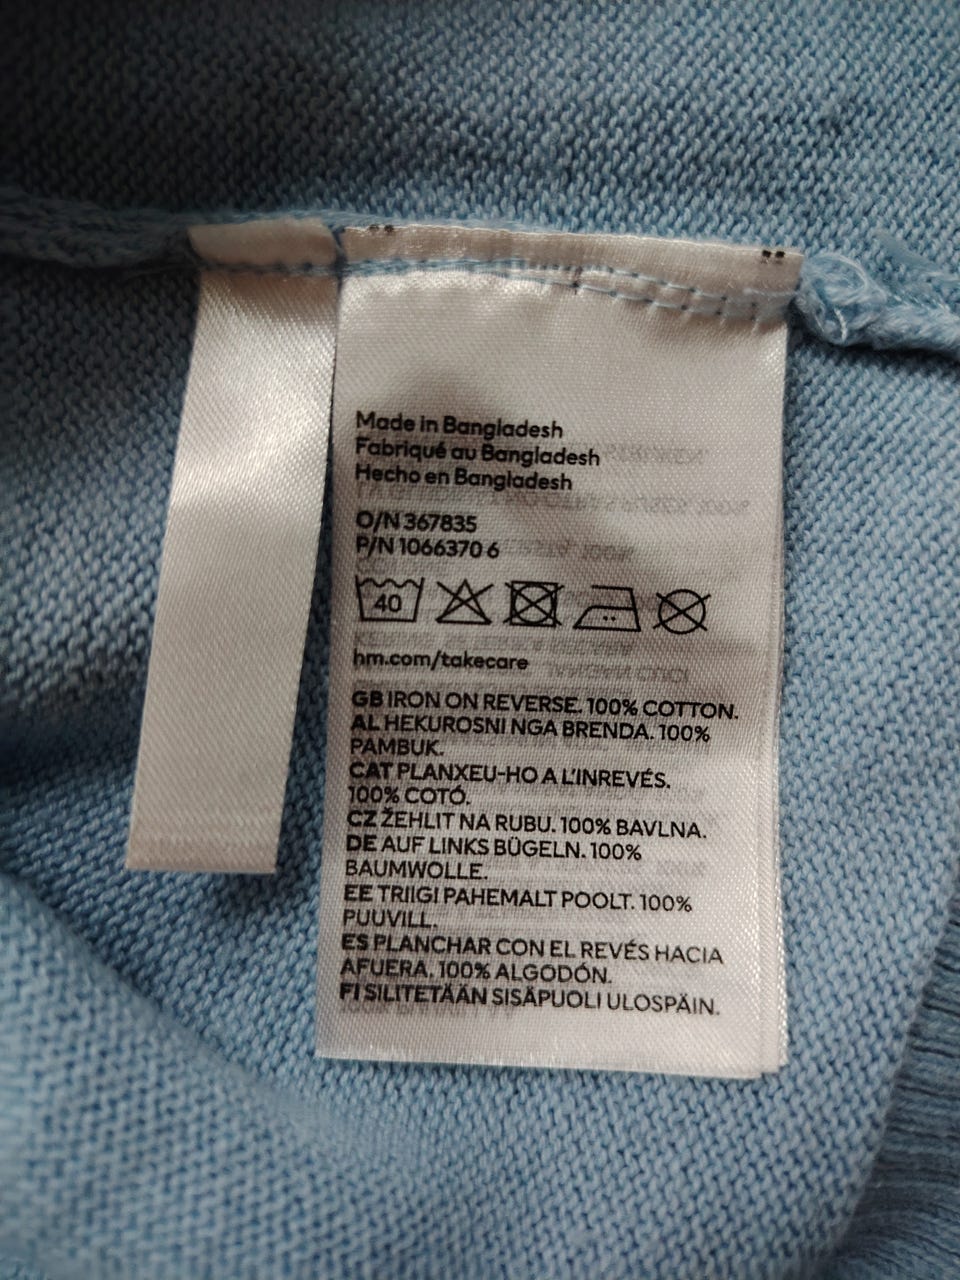 Made in Bangladesh
Fabriqué au Bangladesh
Hecho en Bangladesh
O/N 367835
P/N 1066370 6
40
hm.com/takecare
GB IRON ON REVERSE. 100% COTTON.
AL HEKUROSNI NGA BRENDA. 100%
PAMBUK.
CAT PLANXEU-HO A L'INREVÉS.
100% COTÓ.
CZ ŽEHLIT NA RUBU. 100% BAVLNA.
DE AUF LINKS BÜGELN. 100%
BAUMWOLLE.
EE TRIIGI PAHEMALT POOLT. 100%
PUUVILL.
ES PLANCHAR CON EL REVÉS HACIA
AFUERA. 100% ALGODÓN.
FI SILITETÄÄN SISÄPUOLI ULOSPÄIN.